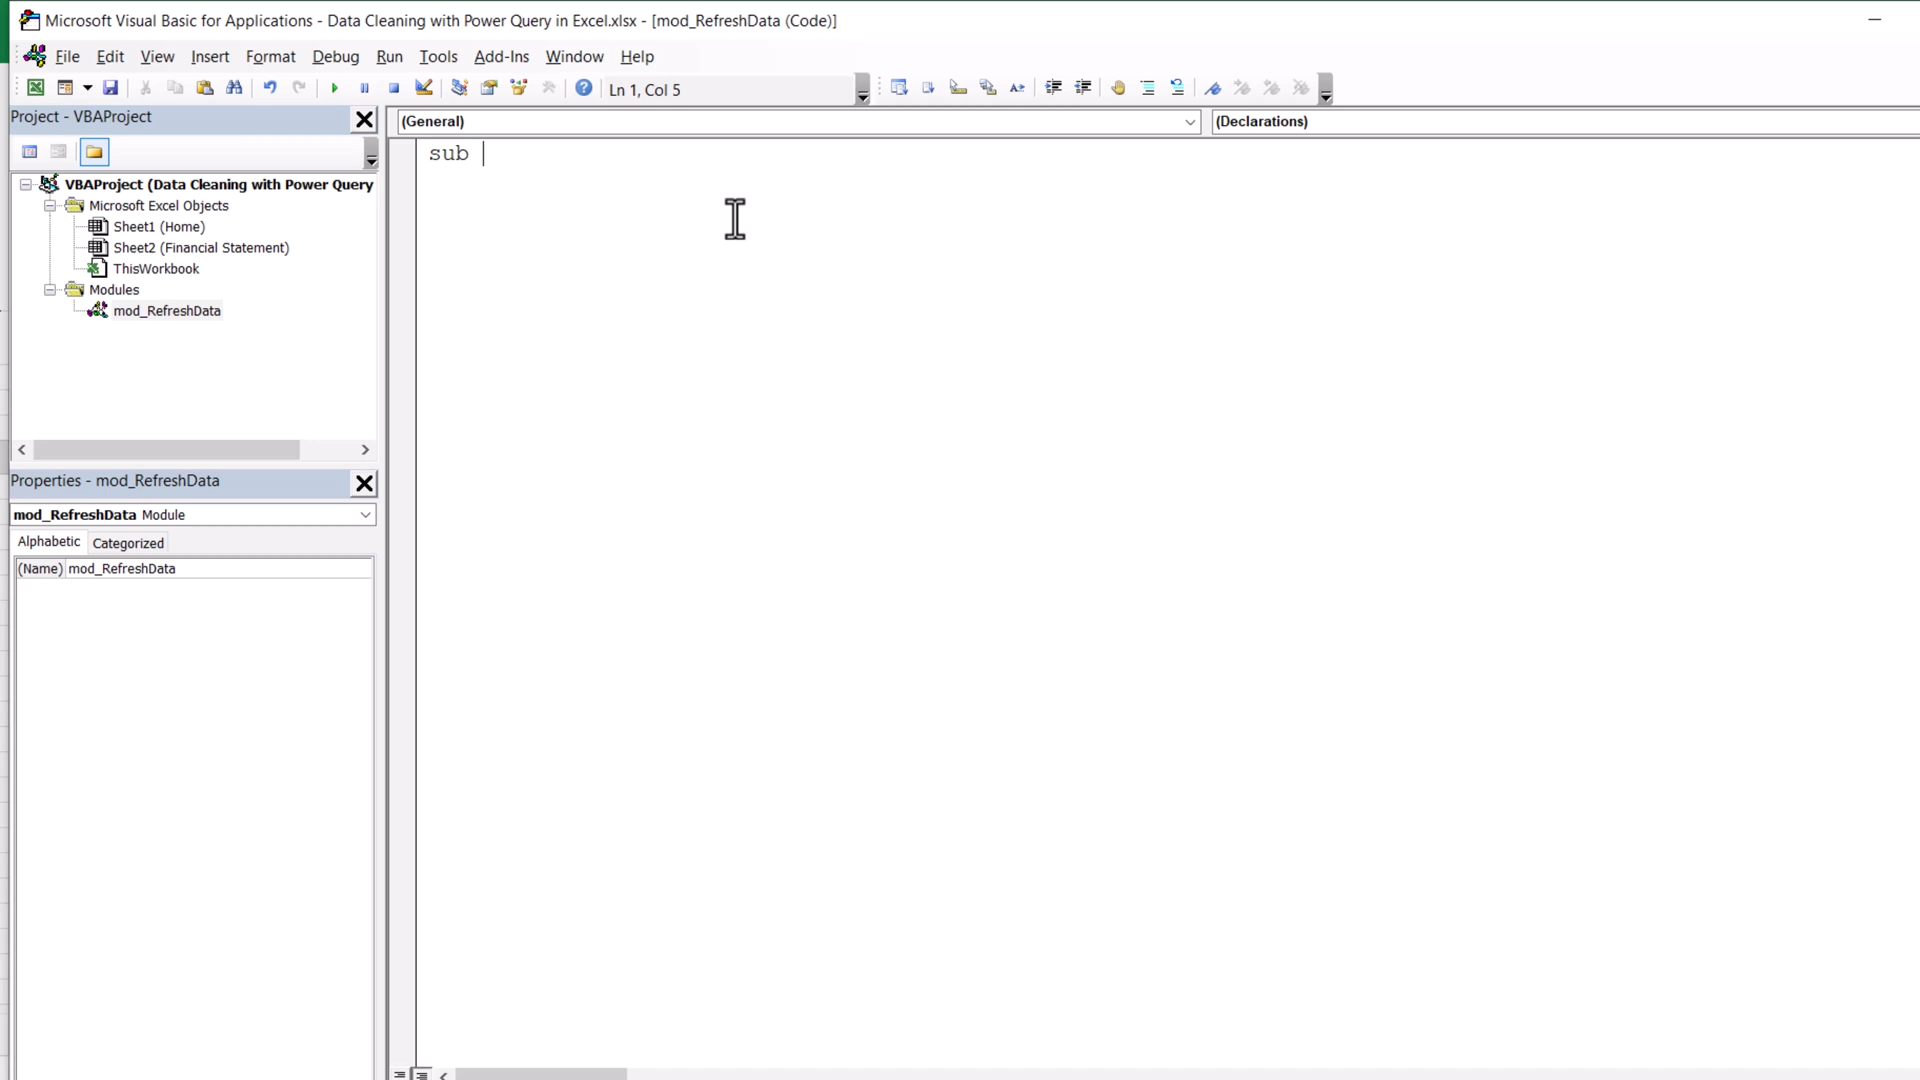 Microsoft Visual Basic for Applications - Data Cleaning with Power Query in Excel.xlsx - [mod_RefreshData (Code)]
File Edit View Insert Format Debug Run Tools Add-Ins Window Help
Ln 1, Col 5
Project - VBAProject
(General) (Declarations)
sub
VBAProject (Data Cleaning with Power Query
Microsoft Excel Objects
Sheet1 (Home)
Sheet2 (Financial Statement)
ThisWorkbook
Modules
mod_RefreshData
Properties - mod_RefreshData
mod_RefreshData Module
Alphabetic Categorized
(Name) mod_RefreshData